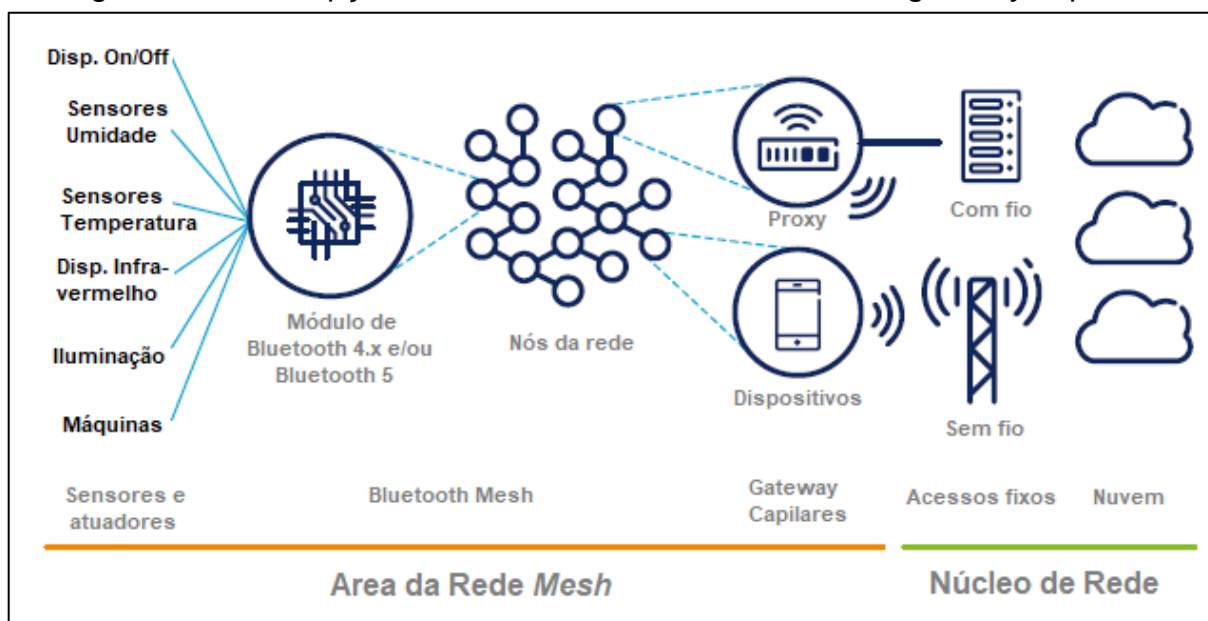 Disp. On/Off
Sensores
Umidade
Sensores
Temperatura
Disp. Infra-
vermelho
Iluminação
Máquinas
Módulo de
Bluetooth 4.x e/ou
Bluetooth 5
Nós da rede
Proxy
Dispositivos
Com fio
Sem fio
Sensores e
atuadores
Bluetooth Mesh
Gateway
Capilares
Acessos fixos
Nuvem
Area da Rede Mesh
Núcleo de Rede